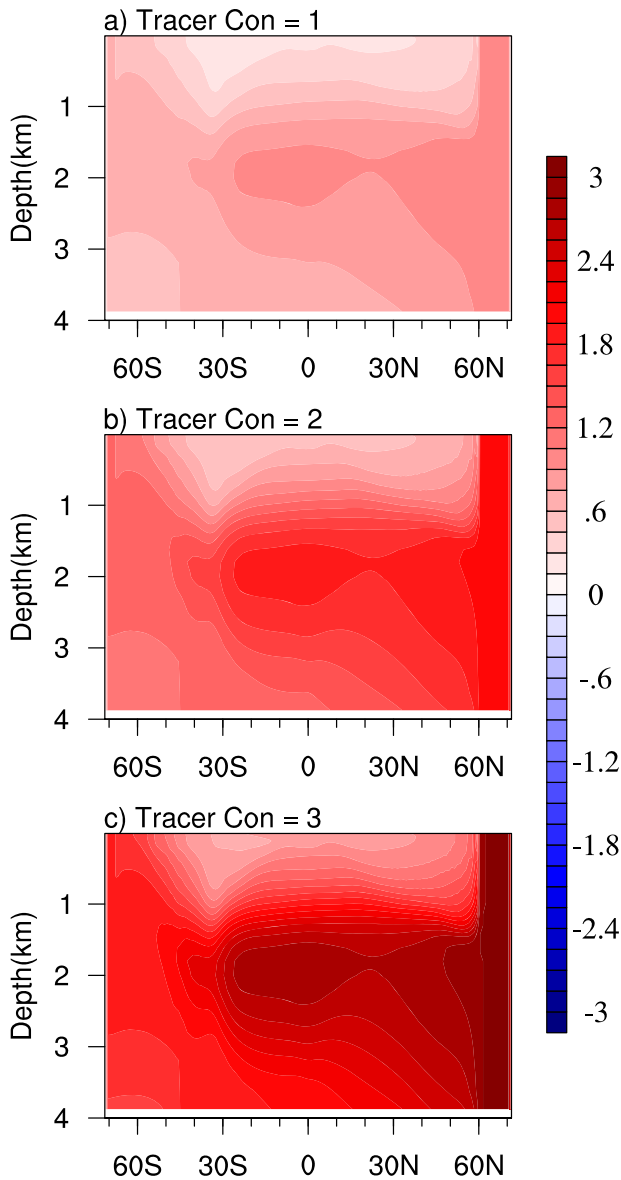 a) Tracer Con = 1
Depth(km)
1
2
3
4
60S 30S 0 30N 60N
b) Tracer Con = 2
Depth(km)
1
2
3
4
60S 30S 0 30N 60N
c) Tracer Con = 3
Depth(km)
1
2
3
4
60S 30S 0 30N 60N
3
2.4
1.8
1.2
.6
0
-.6
-1.2
-1.8
-2.4
-3